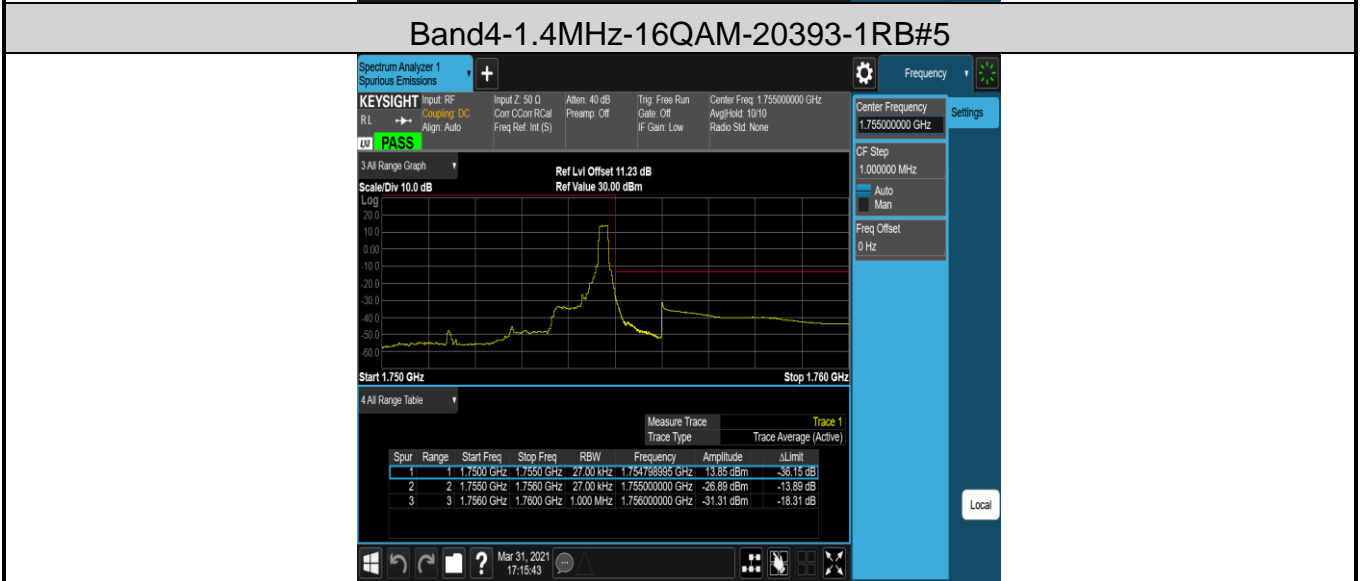 Band4-1.4MHz-16QAM-20393-1RB#5
Spectrum Analyzer 1
Spurious Emissions
Frequency
KEYSIGHT
RL
LXI
PASS
Input: RF
Coupling: DC
Align: Auto
Input Z: 50 Ω
Corr CCorr RCal
Freq Ref: Int (S)
Atten: 40 dB
Preamp: Off
Trig: Free Run
Gate: Off
IF Gain: Low
Center Freq: 1.755000000 GHz
Avg|Hold: 10/10
Radio Std: None
Center Frequency
1.755000000 GHz
Settings
CF Step
1.000000 MHz
Auto
Man
Freq Offset
0 Hz
3 All Range Graph
Ref Lvl Offset 11.23 dB
Scale/Div 10.0 dB
Ref Value 30.00 dBm
Log
20.0
10.0
0.00
-10.0
-20.0
-30.0
-40.0
-50.0
-60.0
Start 1.750 GHz
Stop 1.760 GHz
4 All Range Table
Measure Trace Trace 1
Trace Type Trace Average (Active)
Spur Range Start Freq Stop Freq RBW Frequency Amplitude ΔLimit
1 1 1.7500 GHz 1.7550 GHz 27.00 kHz 1.754798995 GHz 13.85 dBm -36.15 dB
2 2 1.7550 GHz 1.7560 GHz 27.00 kHz 1.755000000 GHz -26.89 dBm -13.89 dB
3 3 1.7560 GHz 1.7600 GHz 1.000 MHz 1.756000000 GHz -31.31 dBm -18.31 dB
Local
?
Mar 31, 2021
17:15:43